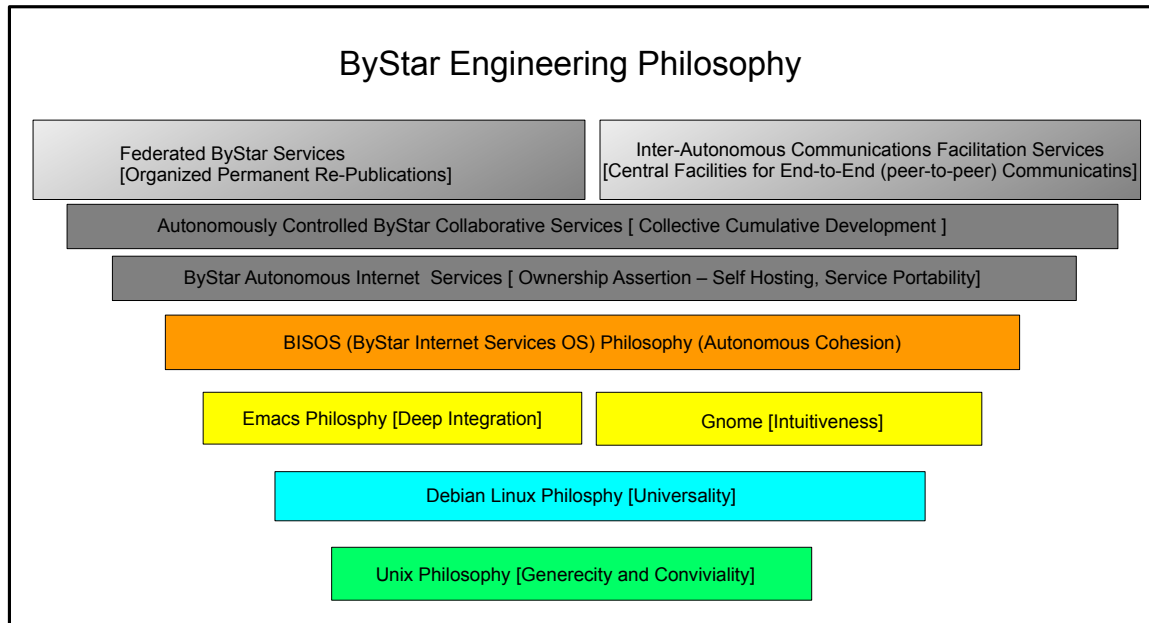 ByStar Engineering Philosophy
Federated ByStar Services
[Organized Permanent Re-Publications]
Inter-Autonomous Communications Facilitation Services
[Central Facilities for End-to-End (peer-to-peer) Communicatins]
Autonomously Controlled ByStar Collaborative Services [ Collective Cumulative Development ]
ByStar Autonomous Internet  Services [ Ownership Assertion – Self Hosting, Service Portability]
BISOS (ByStar Internet Services OS) Philosophy (Autonomous Cohesion)
Emacs Philosphy [Deep Integration]
Gnome [Intuitiveness]
Debian Linux Philosphy [Universality]
Unix Philosophy [Generecity and Conviviality]